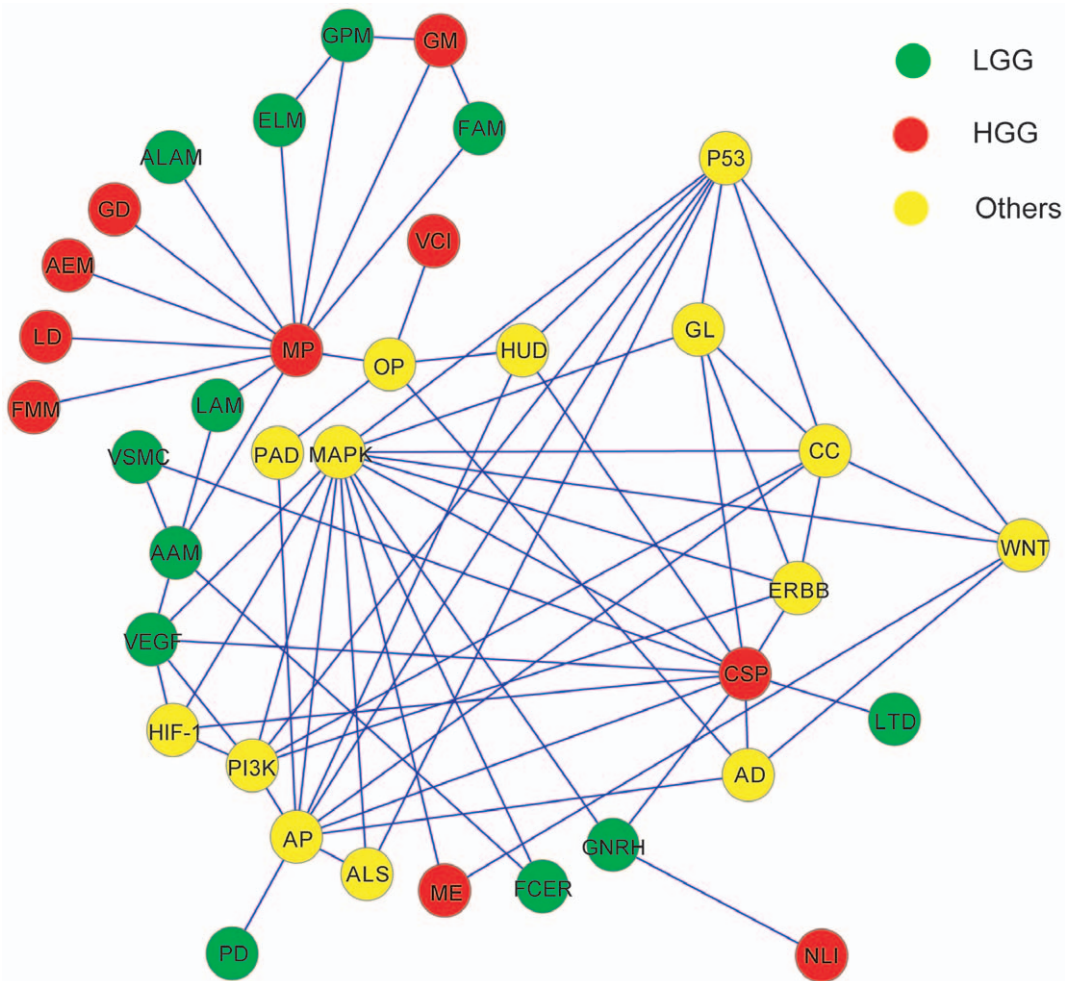 GPM
GM
LGG
ELM
FAM
HGG
ALAM
P53
GD
Others
VCI
AEM
LD
MP
OP
HUD
GL
FMM
LAM
VSMC
PAD
MAPK
CC
AAM
WNT
ERBB
VEGF
CSP
HIF-1
LTD
PI3K
AD
AP
GNRH
ALS
ME
FCER
PD
NLI